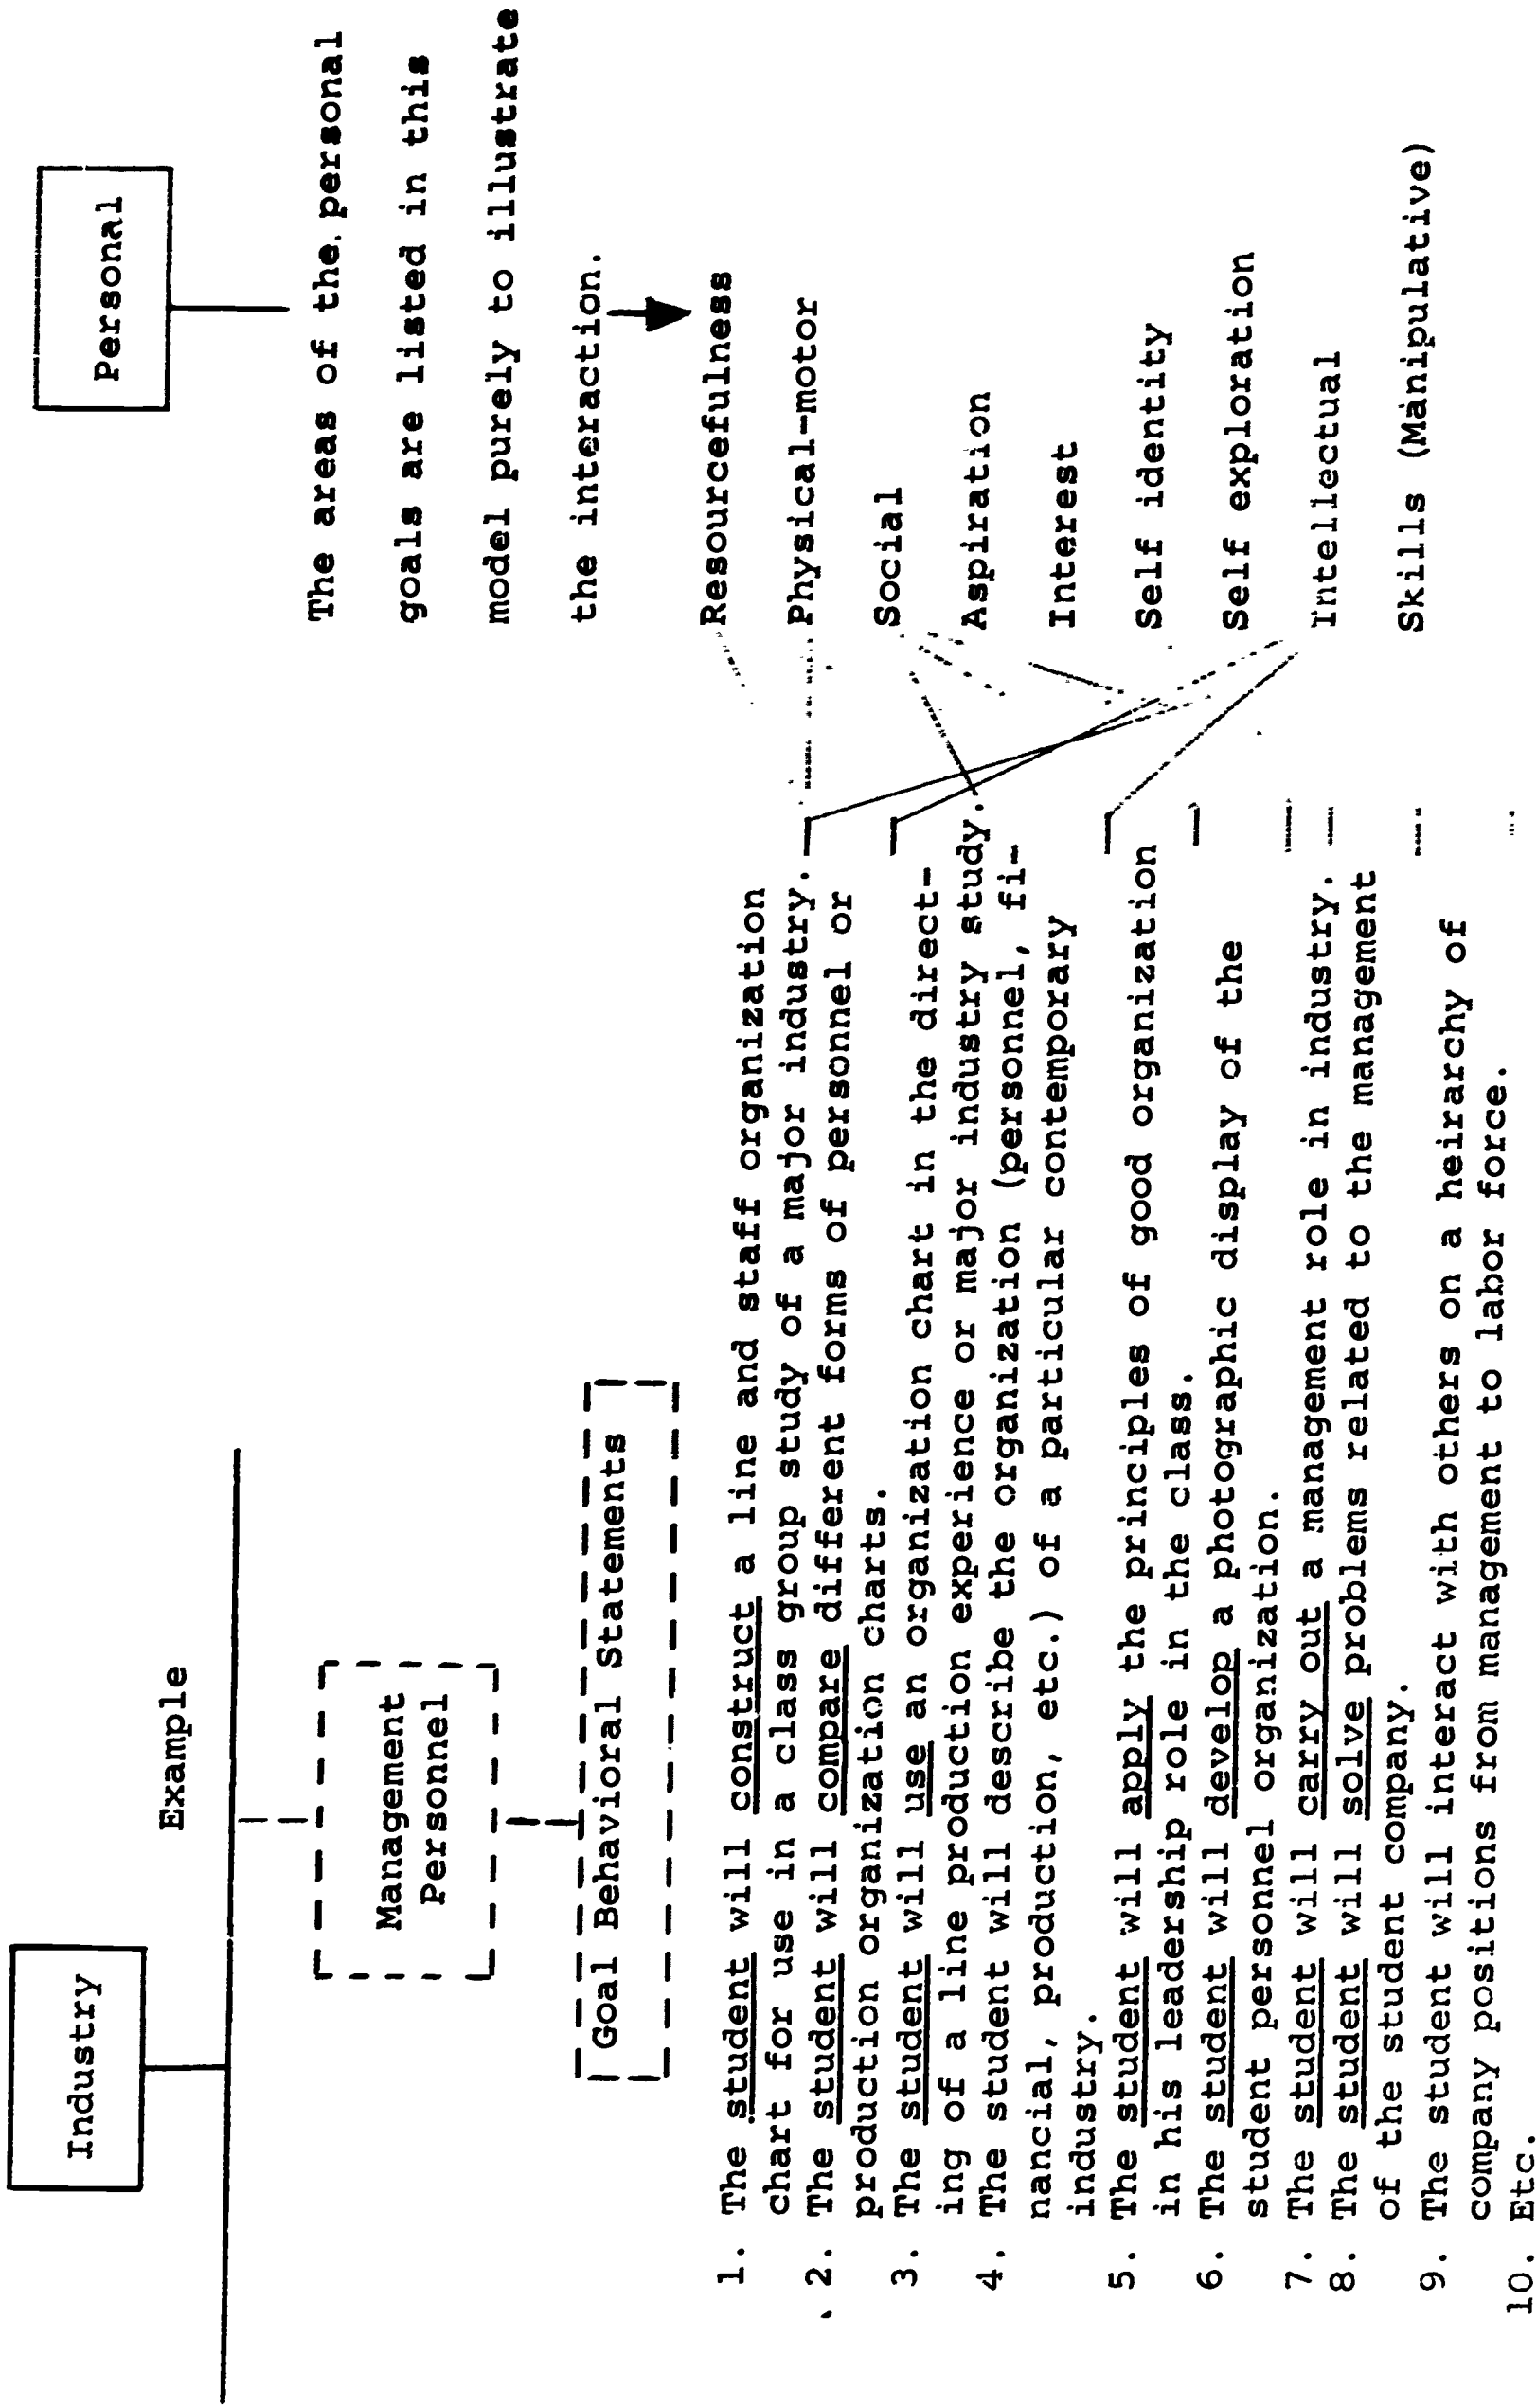 Industry
Example
Management
Personnel
Goal Behavioral Statements
1. The student will construct a line and staff organization
chart for use in a class group study of a major industry.
2. The student will compare different forms of personnel or
production organization charts.
3. The student will use an organization chart in the direct-
ing of a line production experience or major industry study.
4. The student will describe the organization (personnel, fi-
nancial, production, etc.) of a particular contemporary
industry.
5. The student will apply the principles of good organization
in his leadership role in the class.
6. The student will develop a photographic display of the
student personnel organization.
7. The student will carry out a management role in industry.
8. The student will solve problems related to the management
of the student company.
9. The student will interact with others on a heirarchy of
company positions from management to labor force.
10. Etc.
Personal
The areas of the personal
goals are listed in this
model purely to illustrate
the interaction.
Resourcefulness
Physical-motor
Social
Aspiration
Interest
Self identity
Self exploration
Intellectual
Skills (Manipulative)